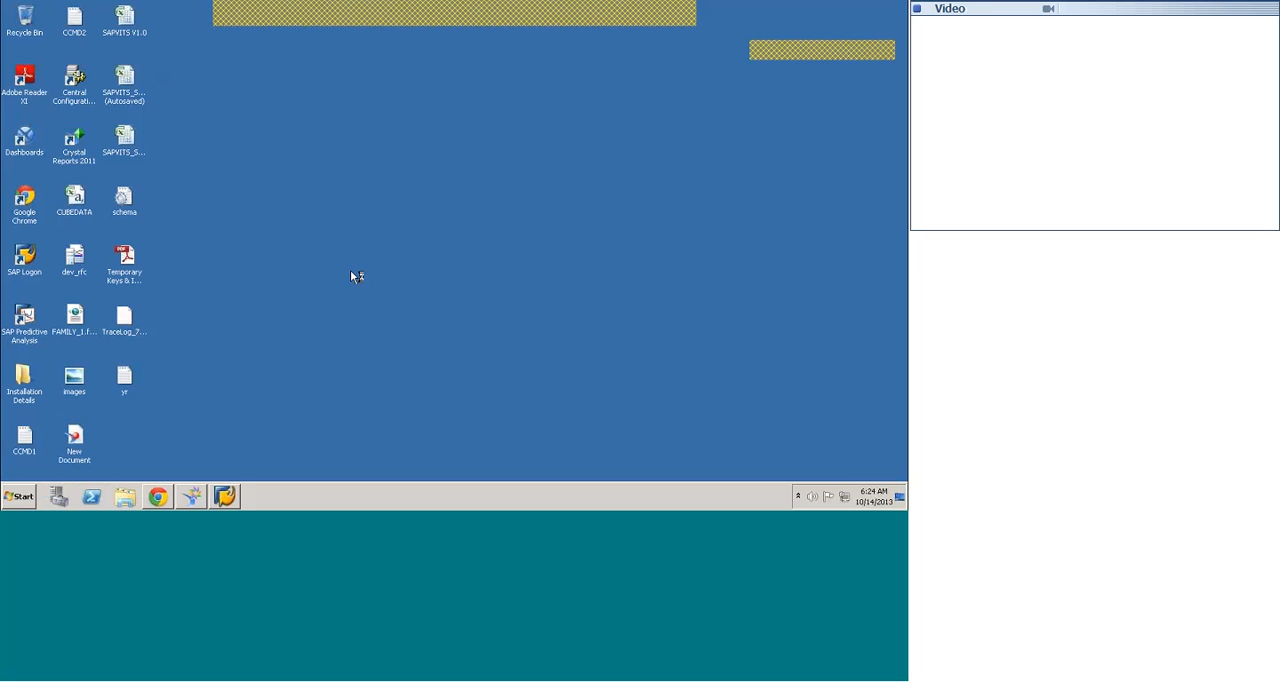 Video
Recycle Bin
CCMD2
SAPVITS V1.0
Adobe Reader
XI
Central
Configurati...
SAPVITS_S...
(Autosaved)
Dashboards
Crystal
Reports 2011
SAPVITS_S...
Google
Chrome
CUBEDATA
schema
SAP Logon
dev_rfc
Temporary
Keys & I...
SAP Predictive
Analysis
FAMILY_1.f...
TraceLog_7...
Installation
Details
images
yr
CCMD1
New
Document
Start
6:24 AM
10/14/2013